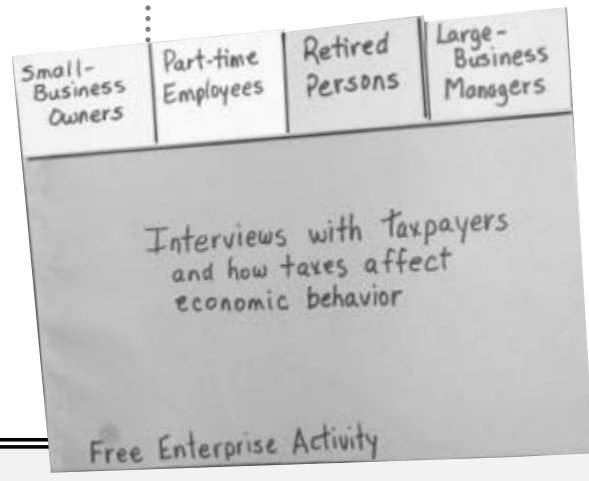 Small-
Business
Owners
Part-time
Employees
Retired
Persons
Large-
Business
Managers
Interviews with Taxpayers
and how taxes affect
economic behavior
Free Enterprise Activity